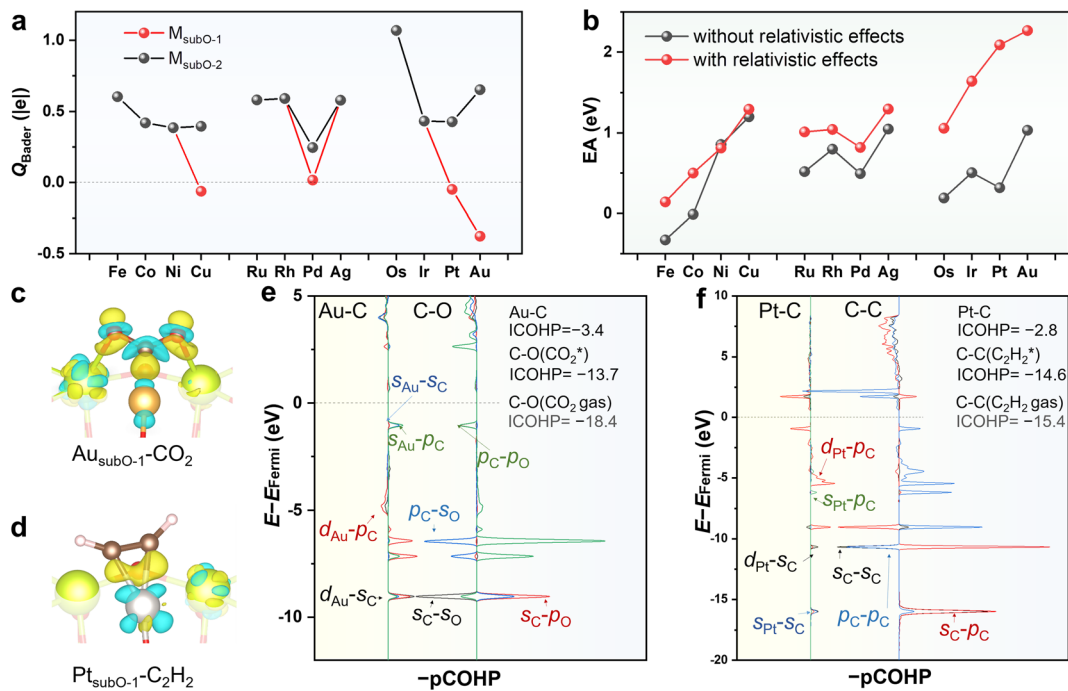 a
1.0
0.5
0.0
-0.5
Q_Bader (|e|)
M_subO-1
M_subO-2
Fe Co Ni Cu Ru Rh Pd Ag Os Ir Pt Au
b
2
1
0
EA (eV)
without relativistic effects
with relativistic effects
Fe Co Ni Cu Ru Rh Pd Ag Os Ir Pt Au
c
Au_subO-1-CO₂
d
Pt_subO-1-C₂H₂
e
5
0
-5
-10
E−E_Fermi (eV)
Au-C
C-O
Au-C
ICOHP=−3.4
C-O(CO₂*)
ICOHP= −13.7
C-O(CO₂ gas)
ICOHP= −18.4
s_Au-s_C
s_Au-p_C
p_C-p_O
p_C-s_O
d_Au-p_C
d_Au-s_C
s_C-s_O
s_C-p_O
−pCOHP
f
10
5
0
-5
-10
-15
-20
E−E_Fermi (eV)
Pt-C
C-C
Pt-C
ICOHP= −2.8
C-C(C₂H₂*)
ICOHP= −14.6
C-C(C₂H₂ gas)
ICOHP= −15.4
d_Pt-p_C
s_Pt-p_C
d_Pt-s_C
s_C-s_C
s_Pt-s_C
p_C-p_C
s_C-p_C
−pCOHP